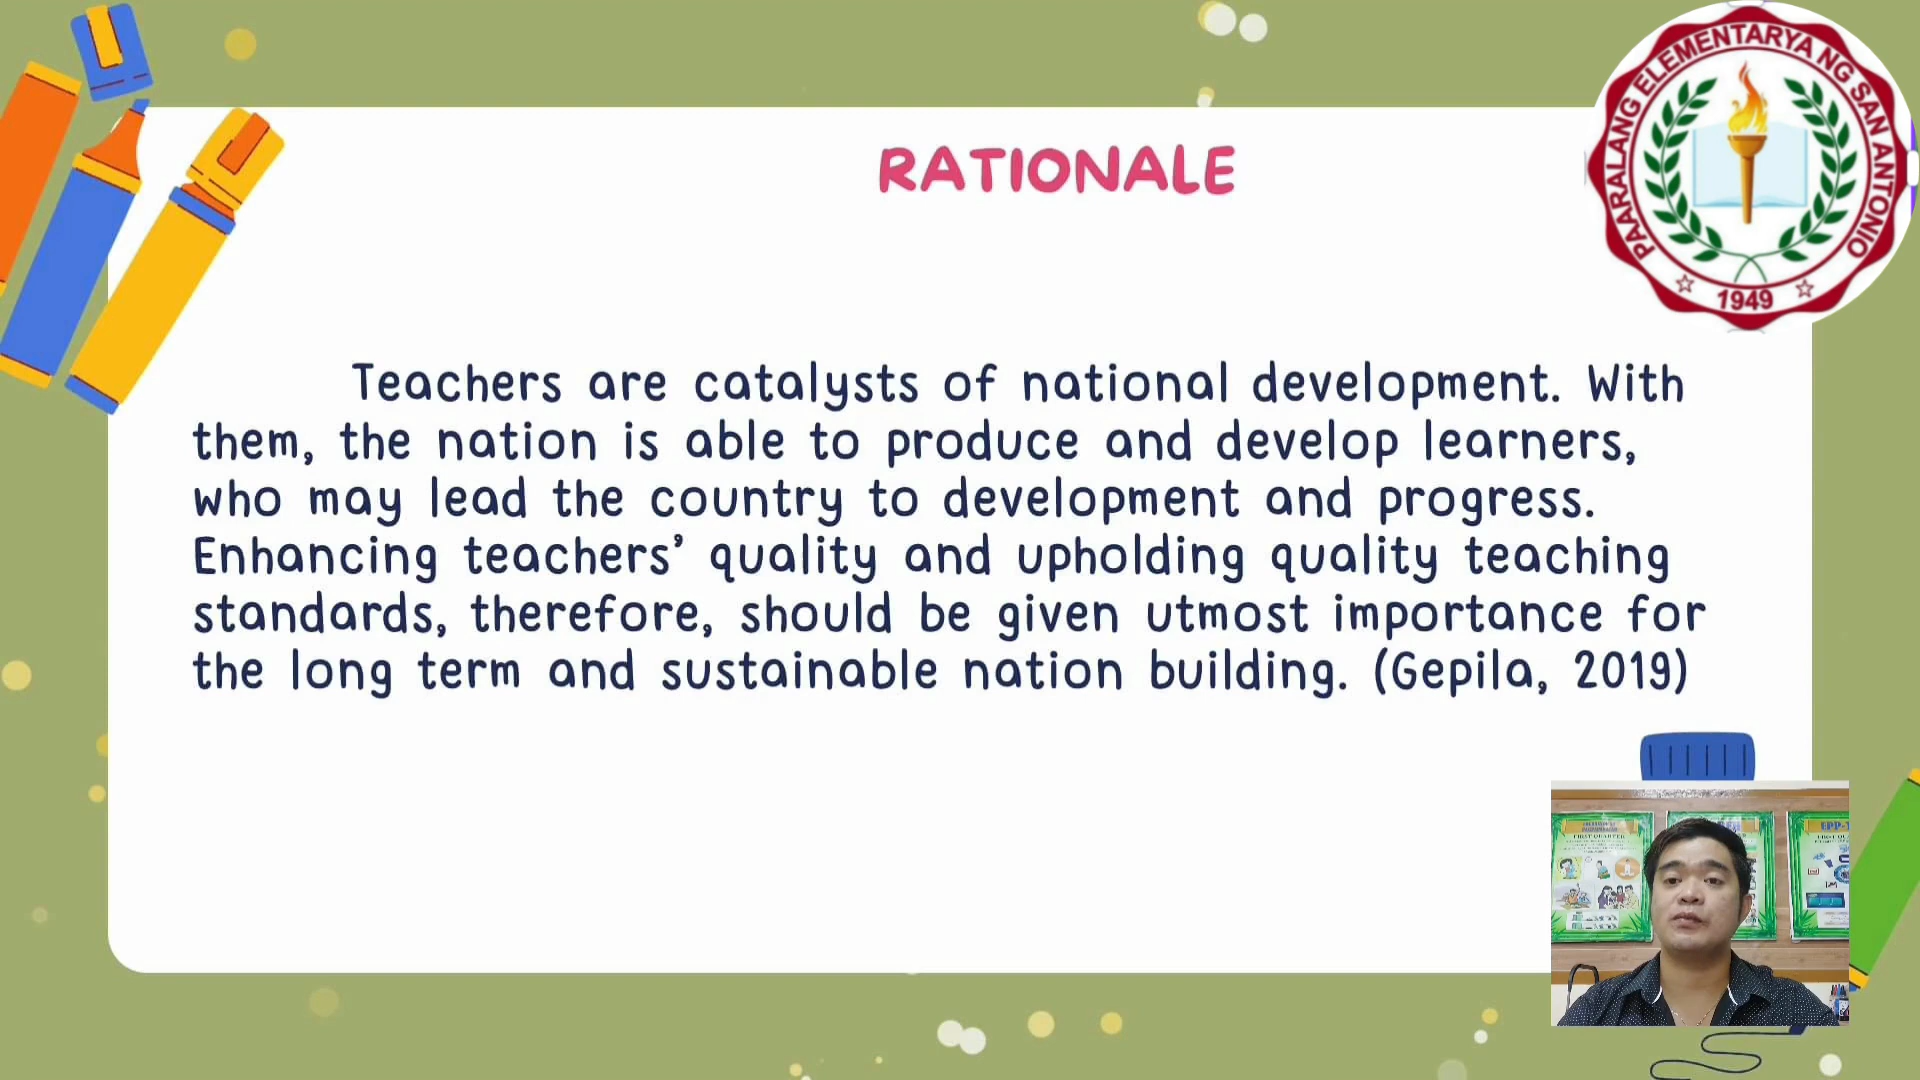 PAARALANG ELEMENTARYA NG SAN ANTONIO
1949
RATIONALE
Teachers are catalysts of national development. With
them, the nation is able to produce and develop learners,
who may lead the country to development and progress.
Enhancing teachers’ quality and upholding quality teaching
standards, therefore, should be given utmost importance for
the long term and sustainable nation building. (Gepila, 2019)
FIRST QUARTER